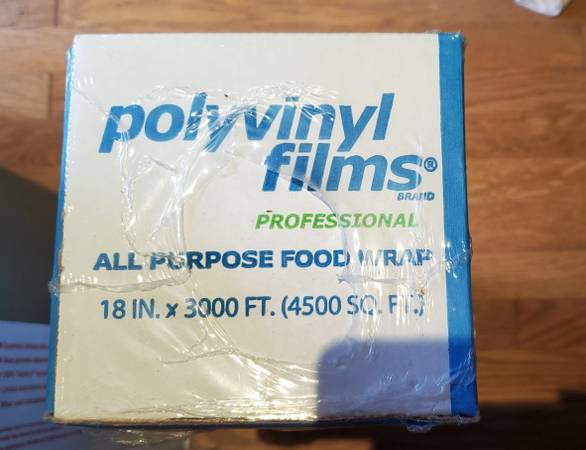 polyvinyl
films®
BRAND
PROFESSIONAL
ALL PURPOSE FOOD WRAP
18 IN. x 3000 FT. (4500 SQ. FT.)